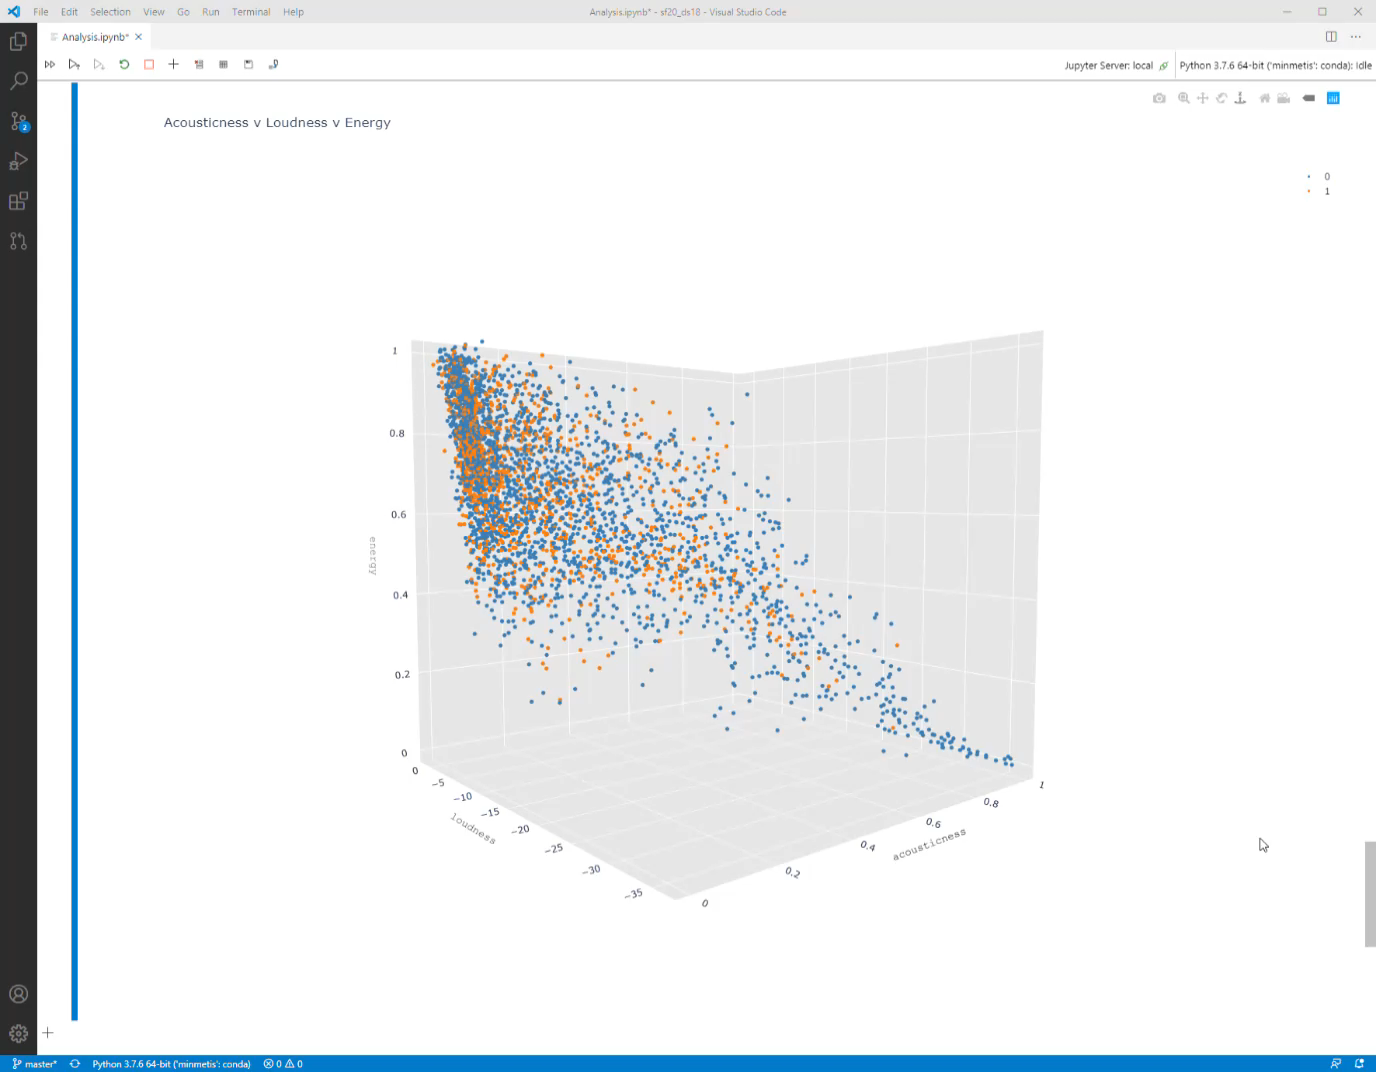 File Edit Selection View Go Run Terminal Help
Analysis.ipynb* - sf20_ds18 - Visual Studio Code
Analysis.ipynb*
Jupyter Server: local
Python 3.7.6 64-bit ('minmetis': conda): Idle
2
Acousticness v Loudness v Energy
0
1
1
0.8
0.6
0.4
0.2
0
energy
0
−5
−10
−15
−20
−25
−30
−35
loudness
0
0.2
0.4
0.6
0.8
1
acousticness
master* Python 3.7.6 64-bit ('minmetis': conda) 0 0